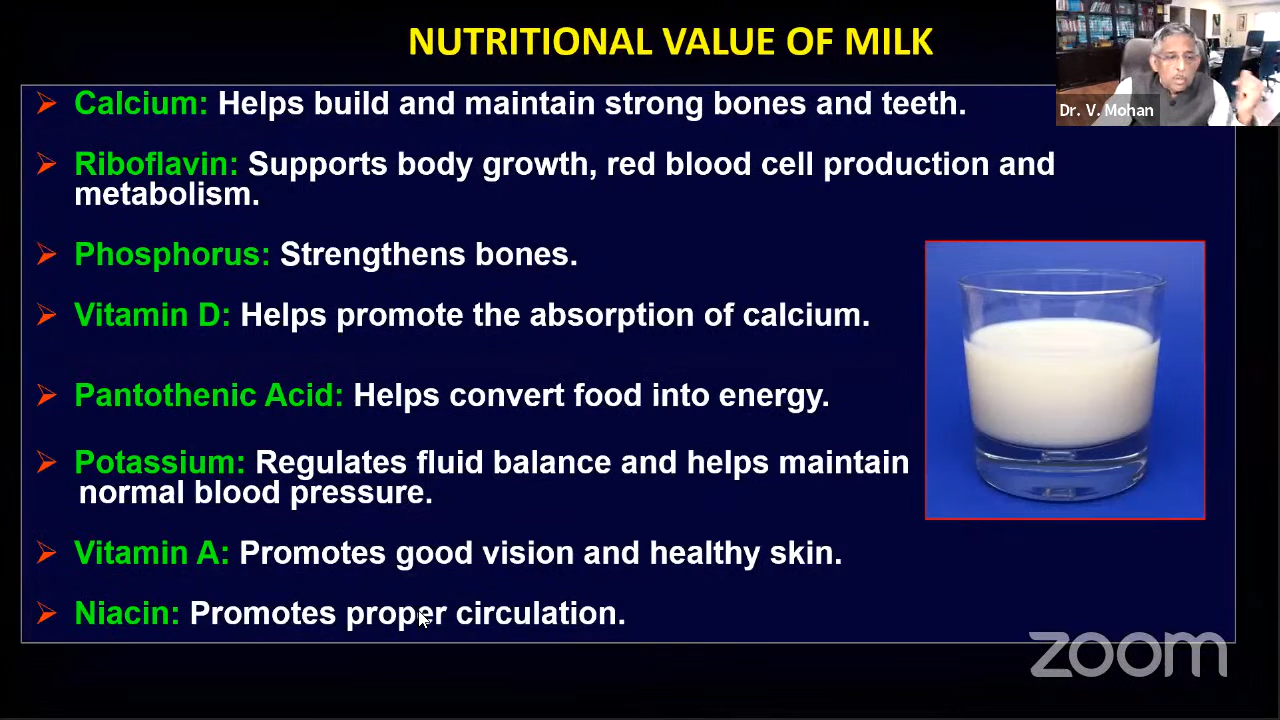 NUTRITIONAL VALUE OF MILK
Dr. V. Mohan
➢ Calcium: Helps build and maintain strong bones and teeth.
➢ Riboflavin: Supports body growth, red blood cell production and
metabolism.
➢ Phosphorus: Strengthens bones.
➢ Vitamin D: Helps promote the absorption of calcium.
➢ Pantothenic Acid: Helps convert food into energy.
➢ Potassium: Regulates fluid balance and helps maintain
normal blood pressure.
➢ Vitamin A: Promotes good vision and healthy skin.
➢ Niacin: Promotes proper circulation.
zoom